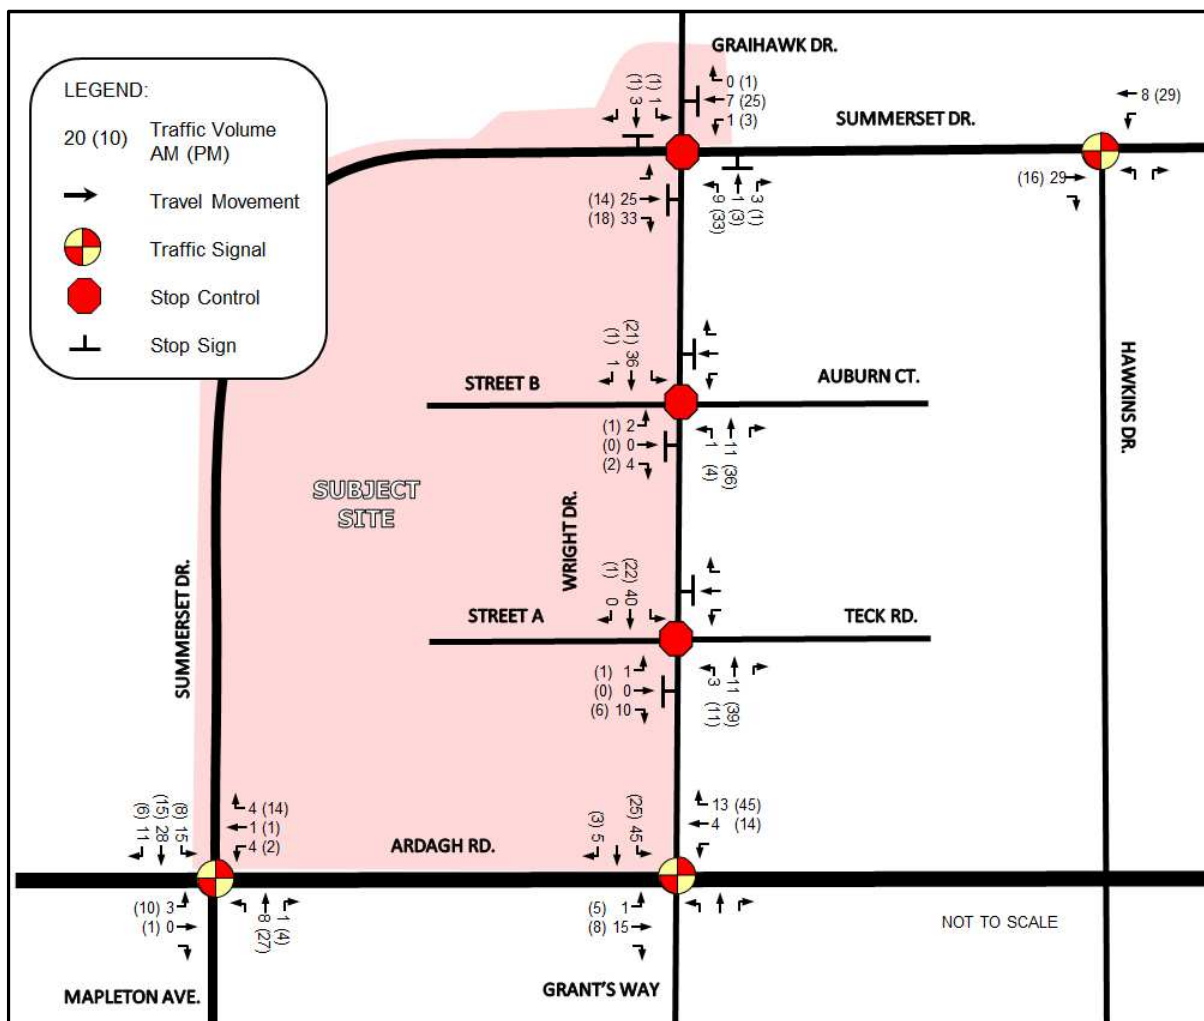 LEGEND:
20 (10)
Traffic Volume
AM (PM)
Travel Movement
Traffic Signal
Stop Control
Stop Sign
GRAIHAWK DR.
(1) 3
(1) 1
0 (1)
7 (25)
1 (3)
SUMMERSET DR.
8 (29)
(14) 25
(18) 33
9 (33)
1 (3)
3 (1)
(16) 29
(1) 1
(21) 36
STREET B
AUBURN CT.
HAWKINS DR.
(1) 2
(0) 0
(2) 4
1 (4)
11 (36)
SUBJECT
SITE
WRIGHT DR.
(1) 0
(22) 40
SUMMERSET DR.
STREET A
TECK RD.
(1) 1
(0) 0
(6) 10
3 (11)
11 (39)
(6) 11
(15) 28
(8) 15
4 (14)
1 (1)
4 (2)
ARDAGH RD.
(3) 5
(25) 45
13 (45)
4 (14)
(10) 3
(1) 0
8 (27)
1 (4)
(5) 1
(8) 15
NOT TO SCALE
MAPLETON AVE.
GRANT'S WAY